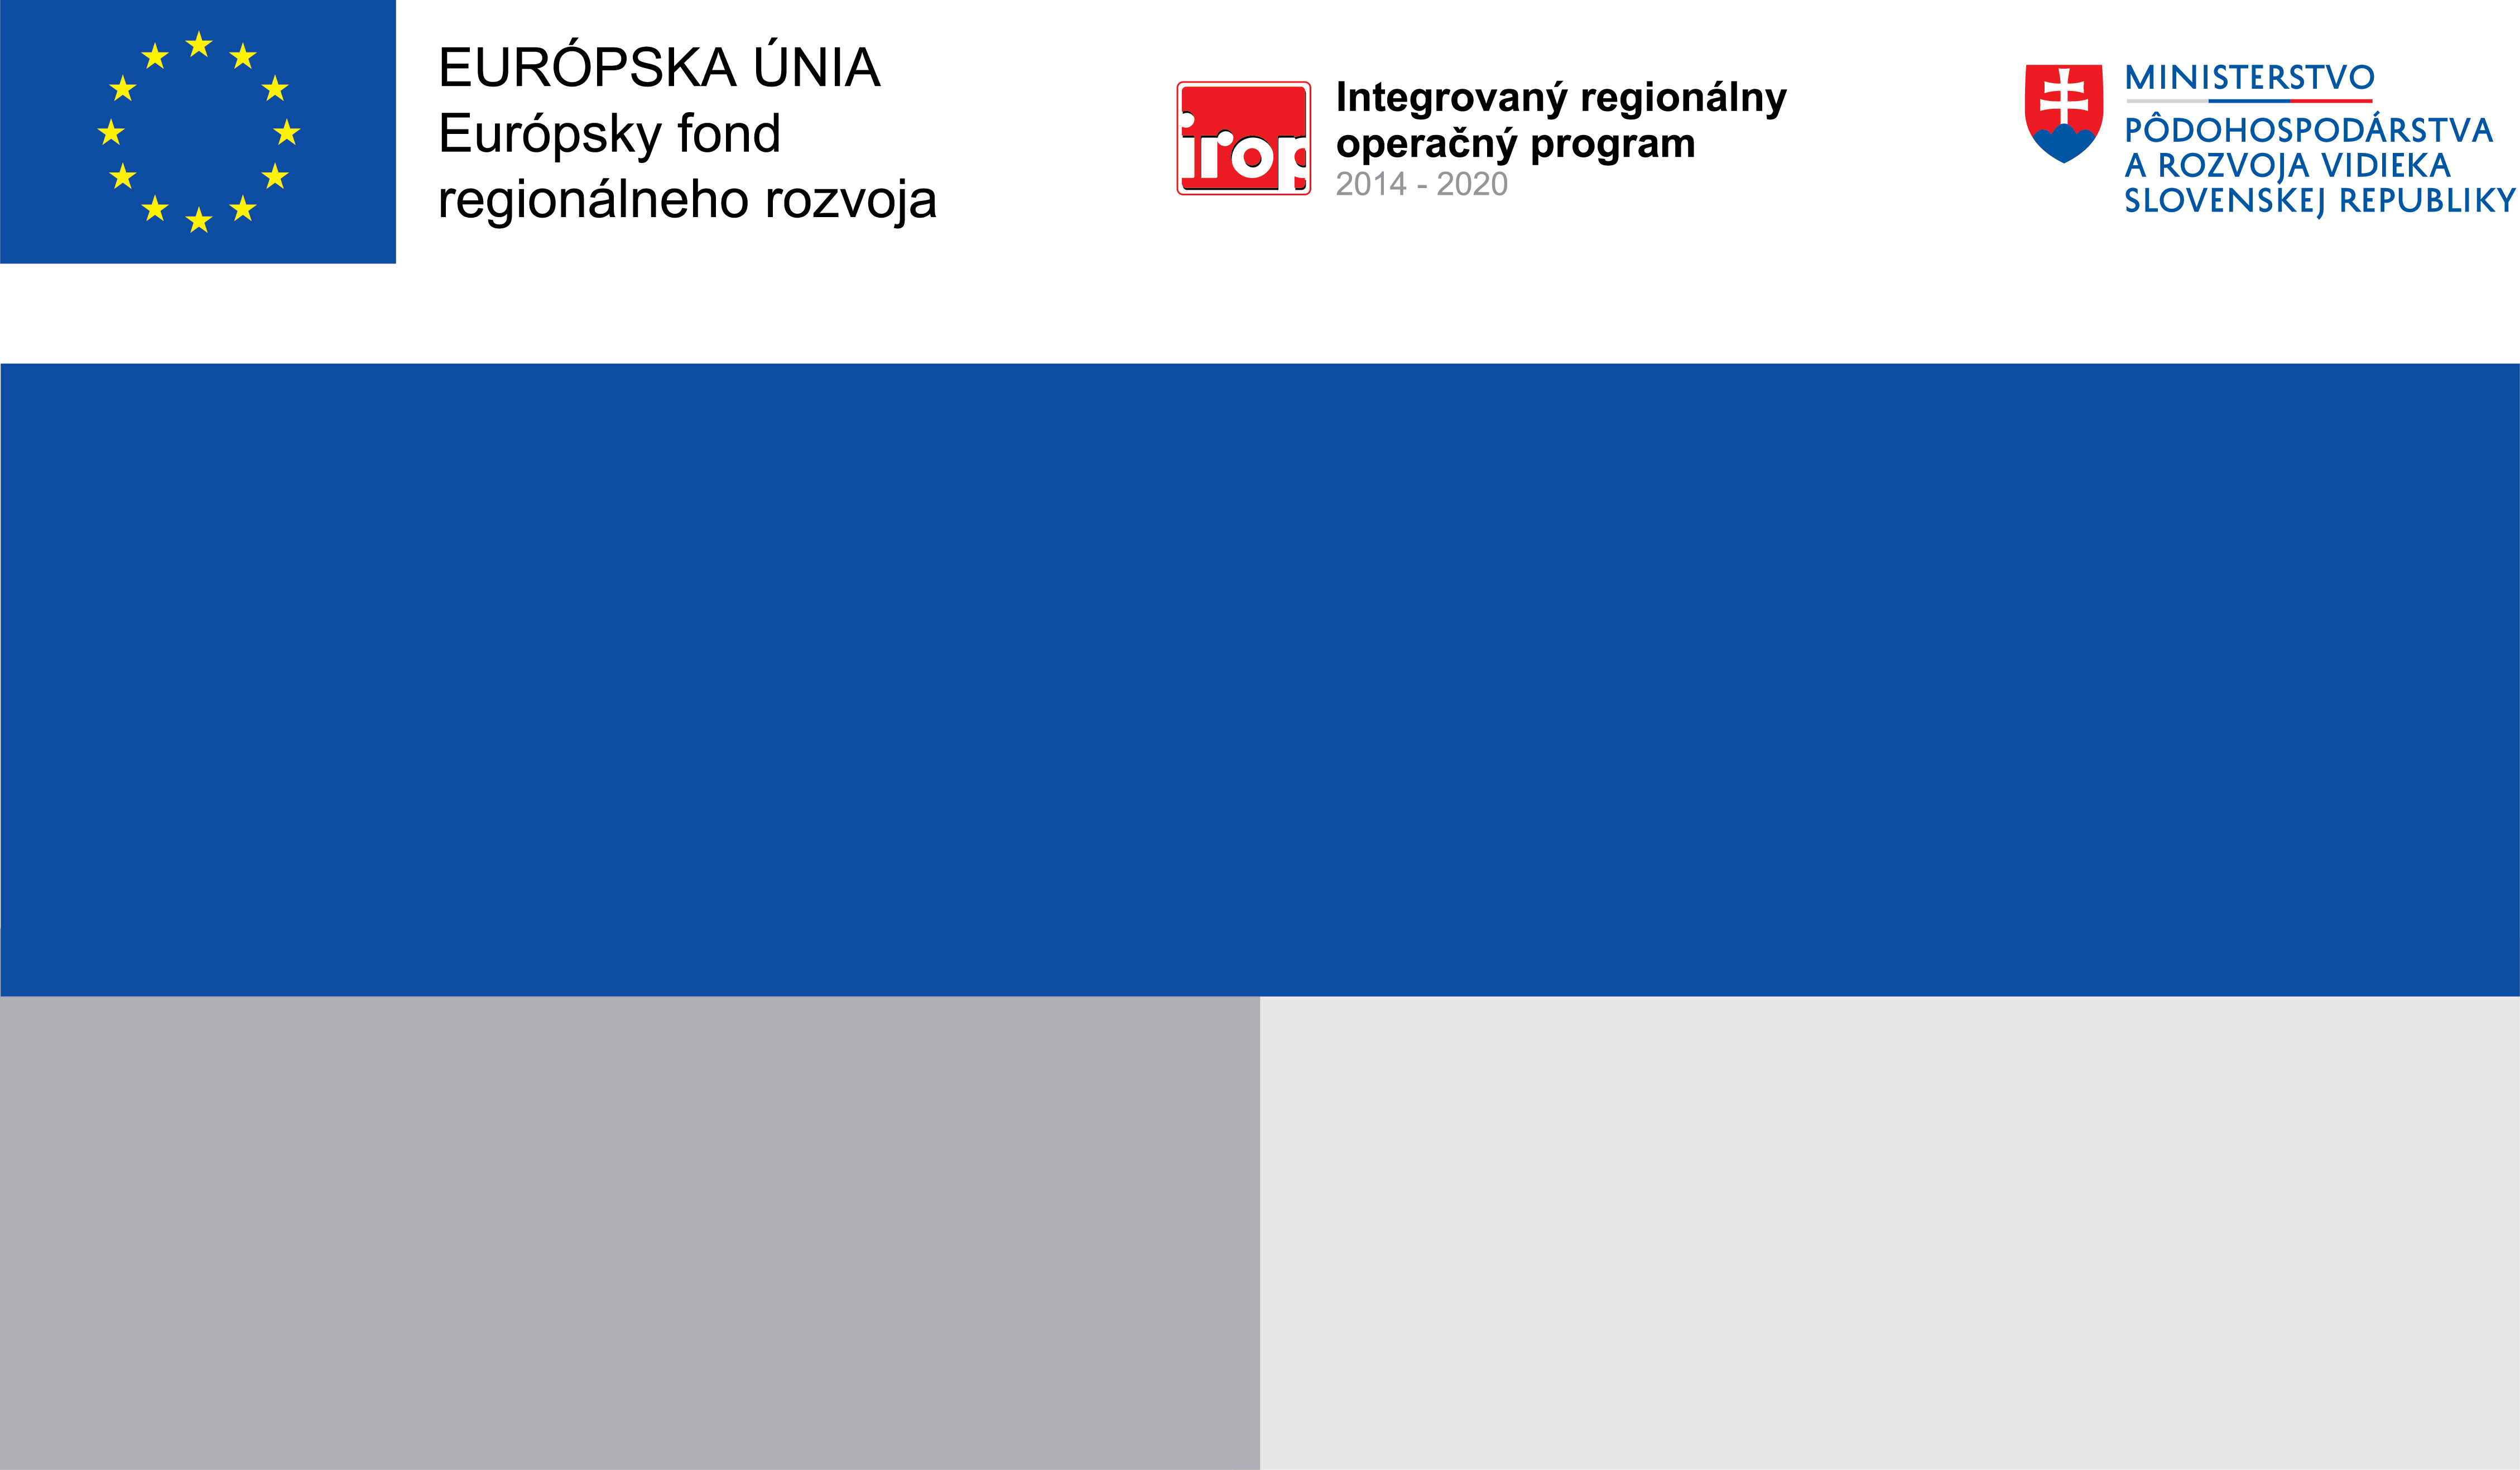 EURÓPSKA ÚNIA
Európsky fond
regionálneho rozvoja
irop
Integrovaný regionálny
operačný program
2014 - 2020
MINISTERSTVO
PÔDOHOSPODÁRSTVA
A ROZVOJA VIDIEKA
SLOVENSKEJ REPUBLIKY